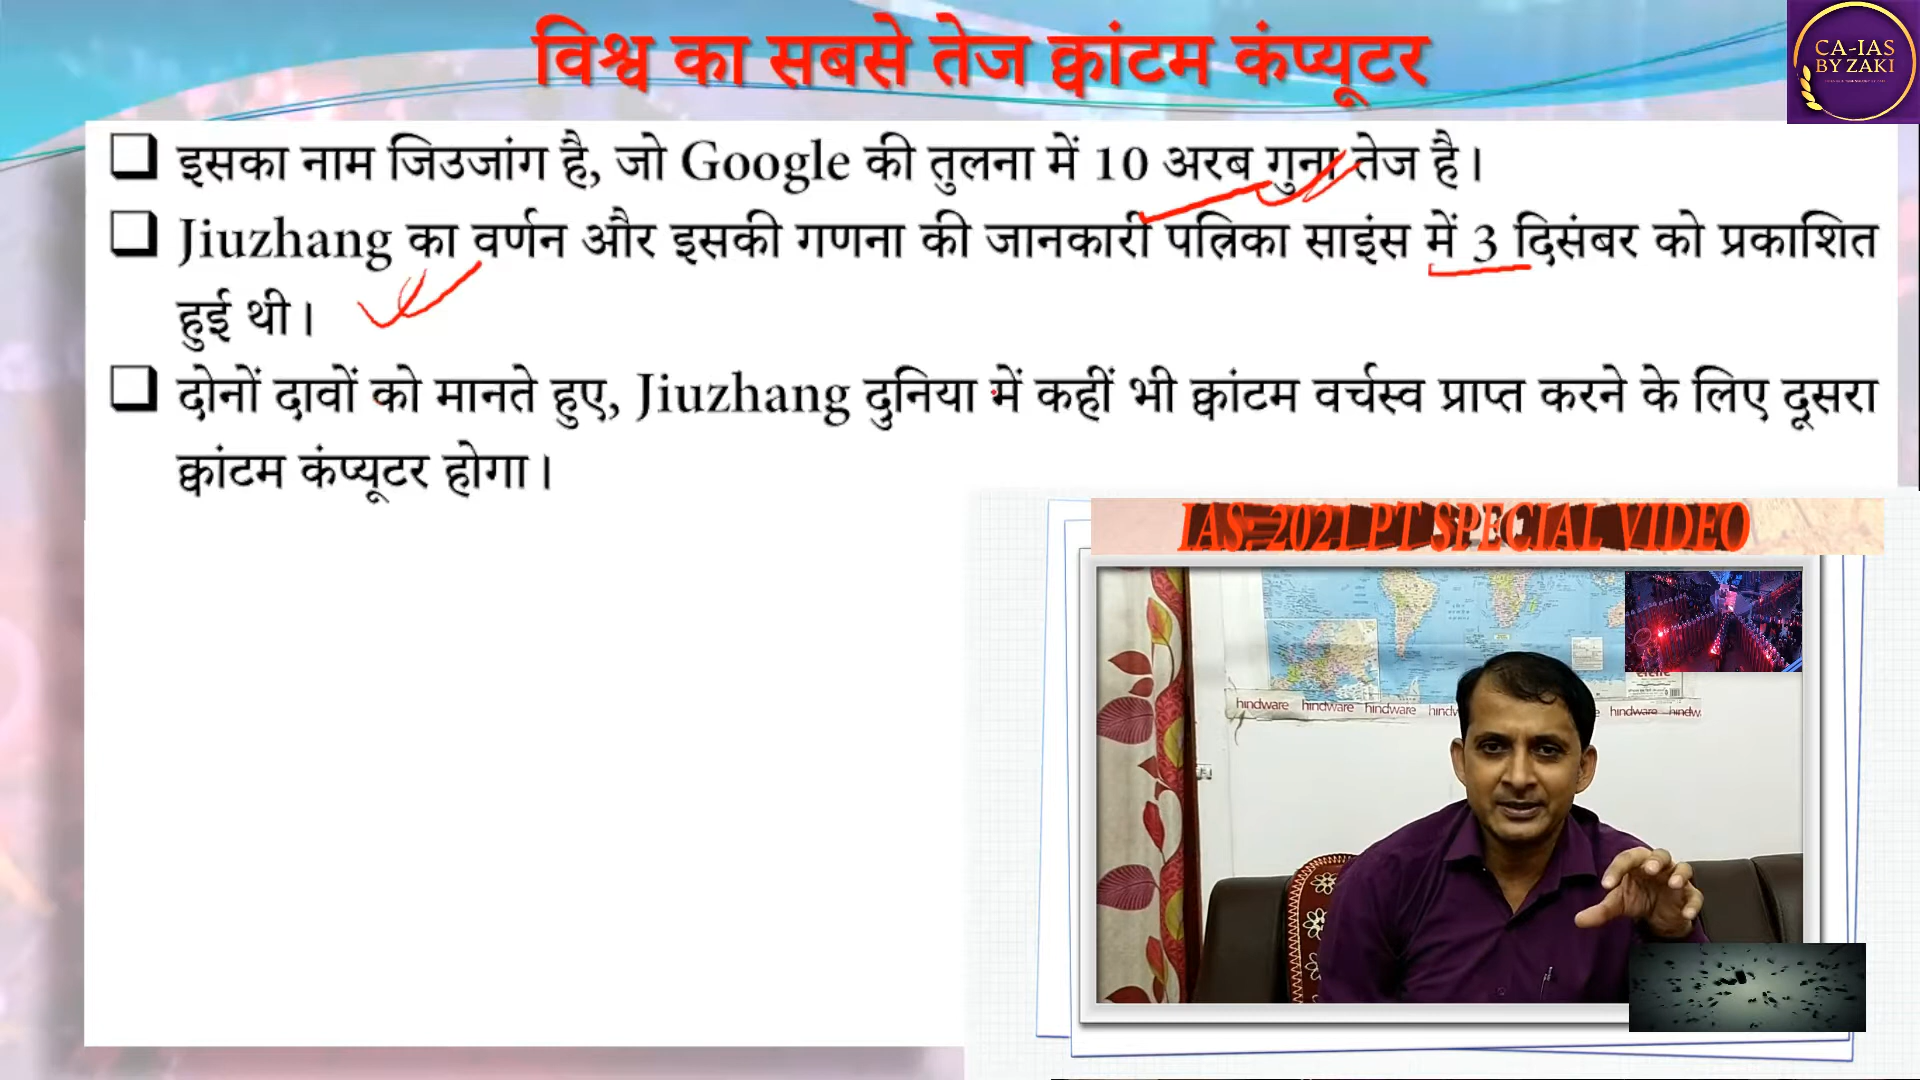 विश्व का सबसे तेज क्वांटम कंप्यूटर
CA-IAS
BY ZAKI
इसका नाम जिउजांग है, जो Google की तुलना में 10 अरब गुना तेज है।
Jiuzhang का वर्णन और इसकी गणना की जानकारी पत्रिका साइंस में 3 दिसंबर को प्रकाशित
हुई थी।
दोनों दावों को मानते हुए, Jiuzhang दुनिया में कहीं भी क्वांटम वर्चस्व प्राप्त करने के लिए दूसरा
क्वांटम कंप्यूटर होगा।
IAS: 2021 PT SPECIAL VIDEO
hindware hindware hindware hindw hindware hindw